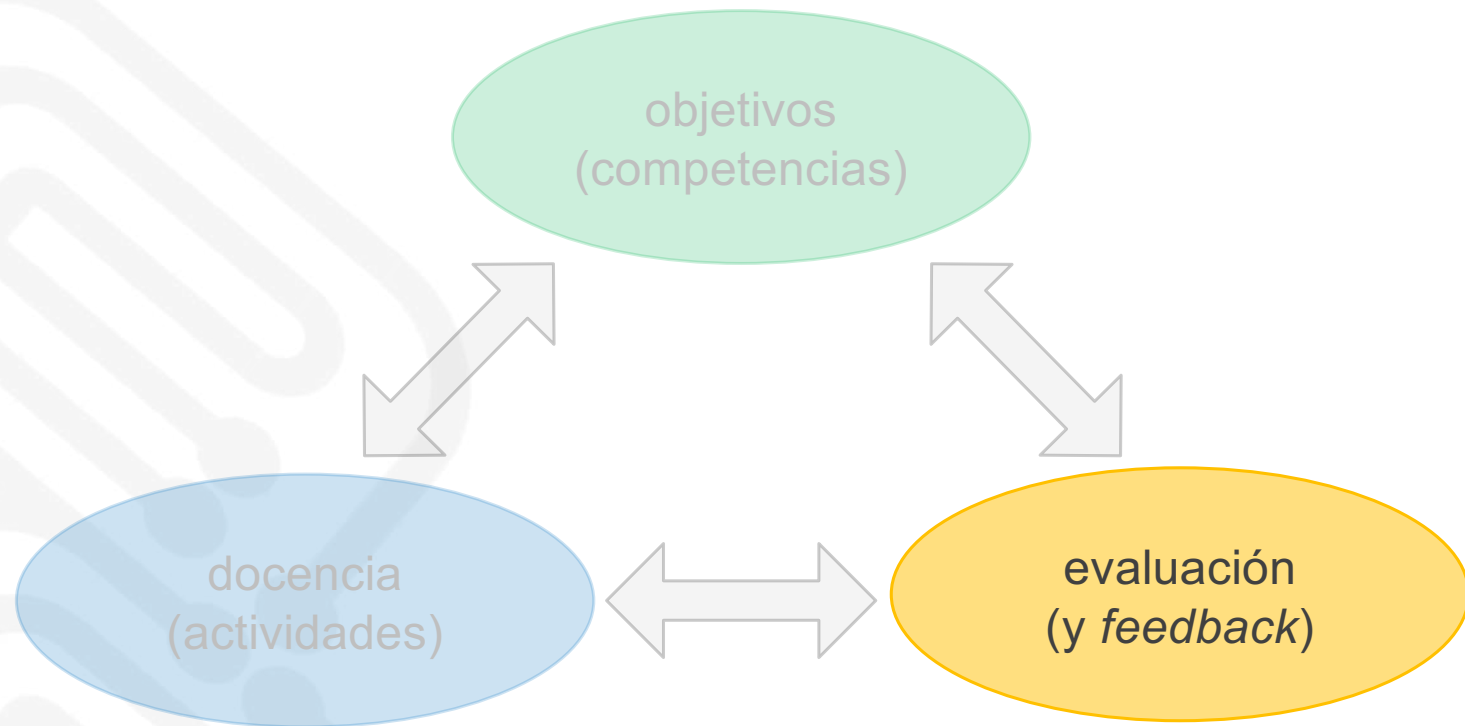 objetivos
(competencias)
docencia
(actividades)
evaluación
(y feedback)